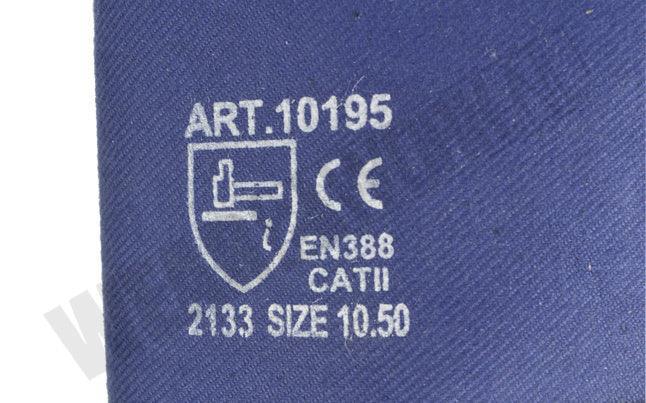 ART.10195
i
CE
EN388
CATII
2133 SIZE 10.50